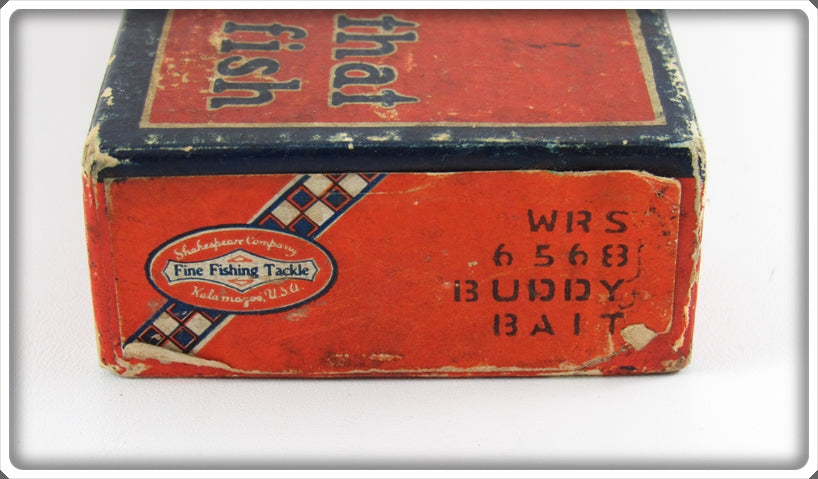 that
fish
Shakespeare Company
Fine Fishing Tackle
Kalamazoo, U.S.A.
WRS
6568
BUDDY
BAIT